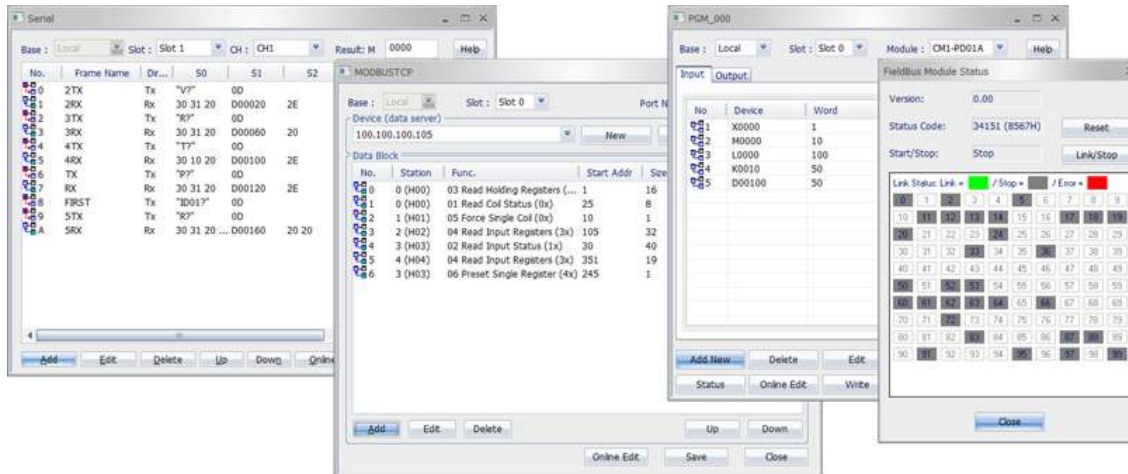 Serial
Base : Local Slot : Slot 1 CH : CH1 Result: M 0000 Help
No. Frame Name Dr... S0 S1 S2
0 2TX Tx "V?" 0D
1 2RX Rx 30 31 20 D00020 2E
2 3TX Tx "R?" 0D
3 3RX Rx 30 31 20 D00060 20
4 4TX Tx "T?" 0D
5 4RX Rx 30 10 20 D00100 2E
6 TX Tx "P?" 0D
7 RX Rx 30 31 20 D00120 2E
8 FIRST Tx "ID01?" 0D
9 5TX Tx "R?" 0D
A 5RX Rx 30 31 20 ... D00160 20 20
Add Edit Delete Up Down Online
MODBUSTCP
Base : Local Slot : Slot 0 Port N
Device (data server)
100.100.100.105 New
Data Block
No. Station Func. Start Addr Size
0 0 (H00) 03 Read Holding Registers (... 1 16
1 0 (H00) 01 Read Coil Status (0x) 25 8
2 1 (H01) 05 Force Single Coil (0x) 10 1
3 2 (H02) 04 Read Input Registers (3x) 105 32
4 3 (H03) 02 Read Input Status (1x) 30 40
5 4 (H04) 04 Read Input Registers (3x) 351 19
6 3 (H03) 06 Preset Single Register (4x) 245 1
Add Edit Delete Up Down
Online Edit Save Close
PGM_000
Base : Local Slot : Slot 0 Module : CM1-PD01A Help
Input Output
No Device Word
1 X0000 1
2 M0000 10
3 L0000 100
4 K0010 50
5 D00100 50
Add New Delete Edit
Status Online Edit Write
FieldBus Module Status
Version: 0.00
Status Code: 34151 (8567H) Reset
Start/Stop: Stop Link/Stop
Link Status: Link = / Stop = / Error =
0 1 2 3 4 5 6 7 8 9
10 11 12 13 14 15 16 17 18 19
20 21 22 23 24 25 26 27 28 29
30 31 32 33 34 35 36 37 38 39
40 41 42 43 44 45 46 47 48 49
50 51 52 53 54 55 56 57 58 59
60 61 62 63 64 65 66 67 68 69
70 71 72 73 74 75 76 77 78 79
80 81 82 83 84 85 86 87 88 89
90 91 92 93 94 95 96 97 98 99
Close